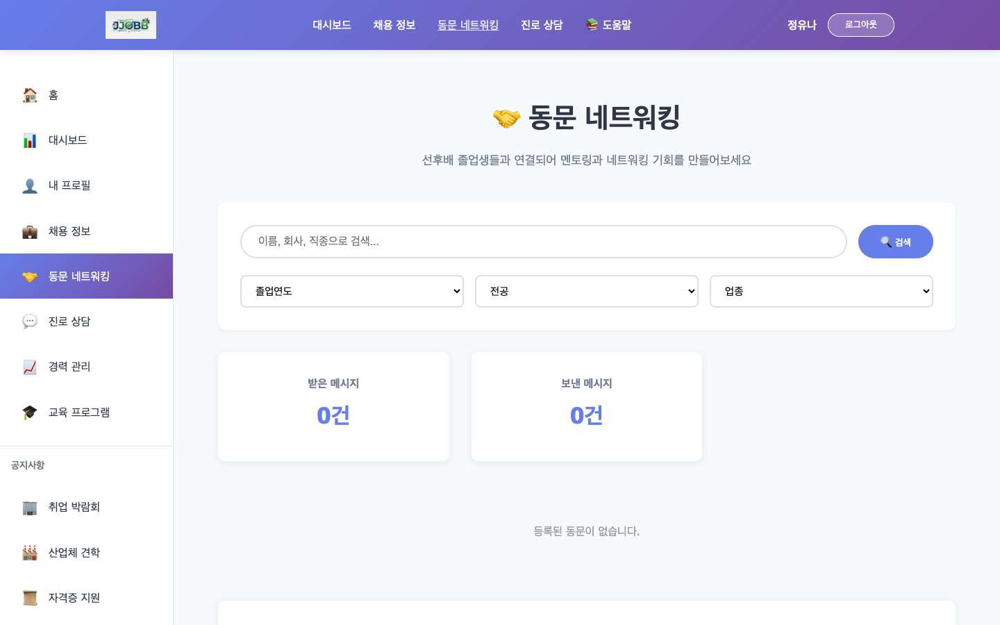 JJOBB
대시보드
채용 정보
동문 네트워킹
진로 상담
도움말
정유나
로그아웃
홈
대시보드
내 프로필
채용 정보
동문 네트워킹
진로 상담
경력 관리
교육 프로그램
공지사항
취업 박람회
산업체 견학
자격증 지원
동문 네트워킹
선후배 졸업생들과 연결되어 멘토링과 네트워킹 기회를 만들어보세요
이름, 회사, 직종으로 검색...
검색
졸업연도
전공
업종
받은 메시지
0건
보낸 메시지
0건
등록된 동문이 없습니다.